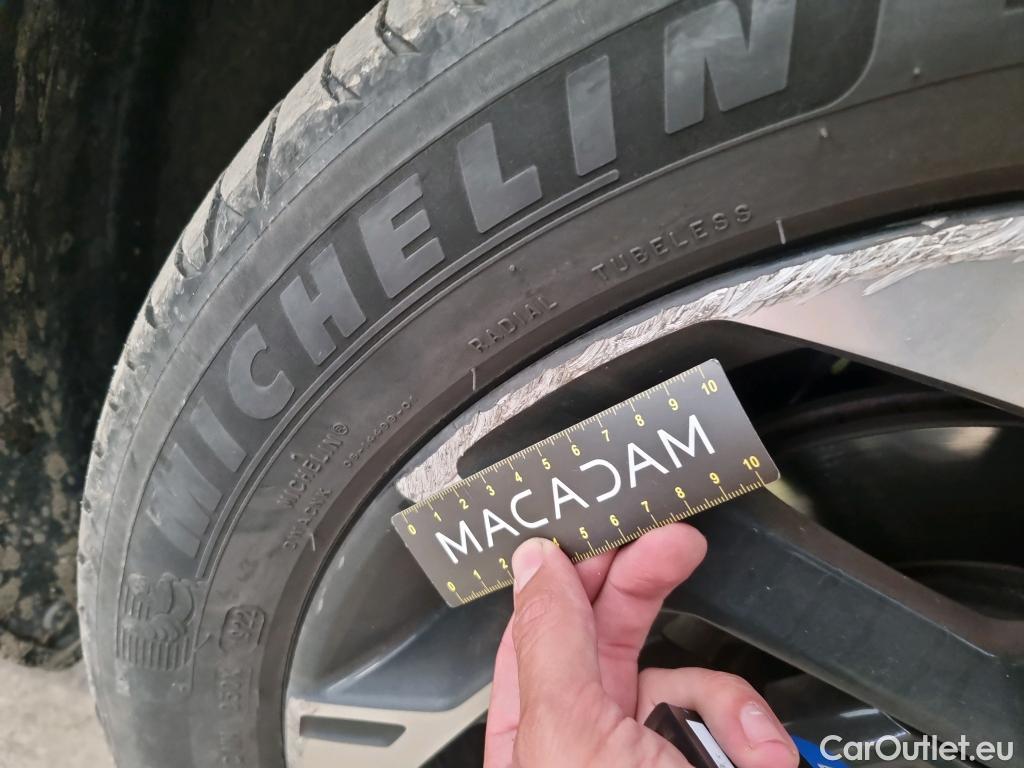 MICHELIN
RADIAL TUBELESS
MICHELIN®
0 1 2 3 4 5 6 7 8 9 10
MACADAM
0 1 2 4 5 6 7 8 9 10
CarOutlet.eu